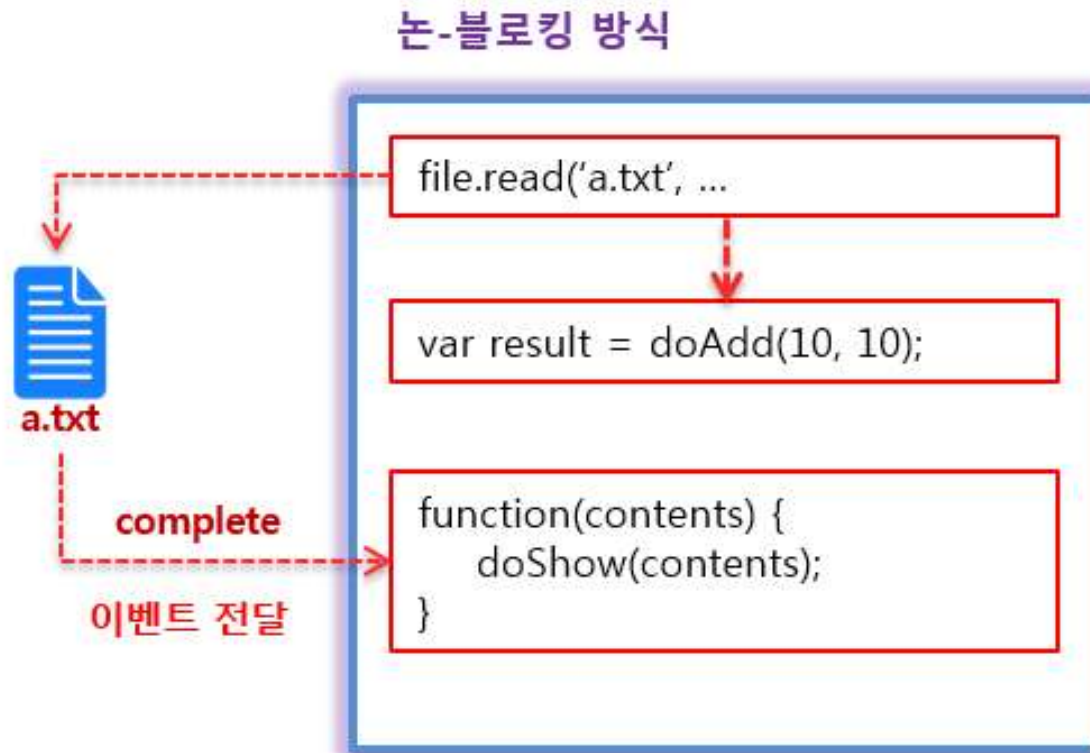 논-블로킹 방식
file.read(‘a.txt’, ...
var result = doAdd(10, 10);
a.txt
complete
이벤트 전달
function(contents) {
doShow(contents);
}